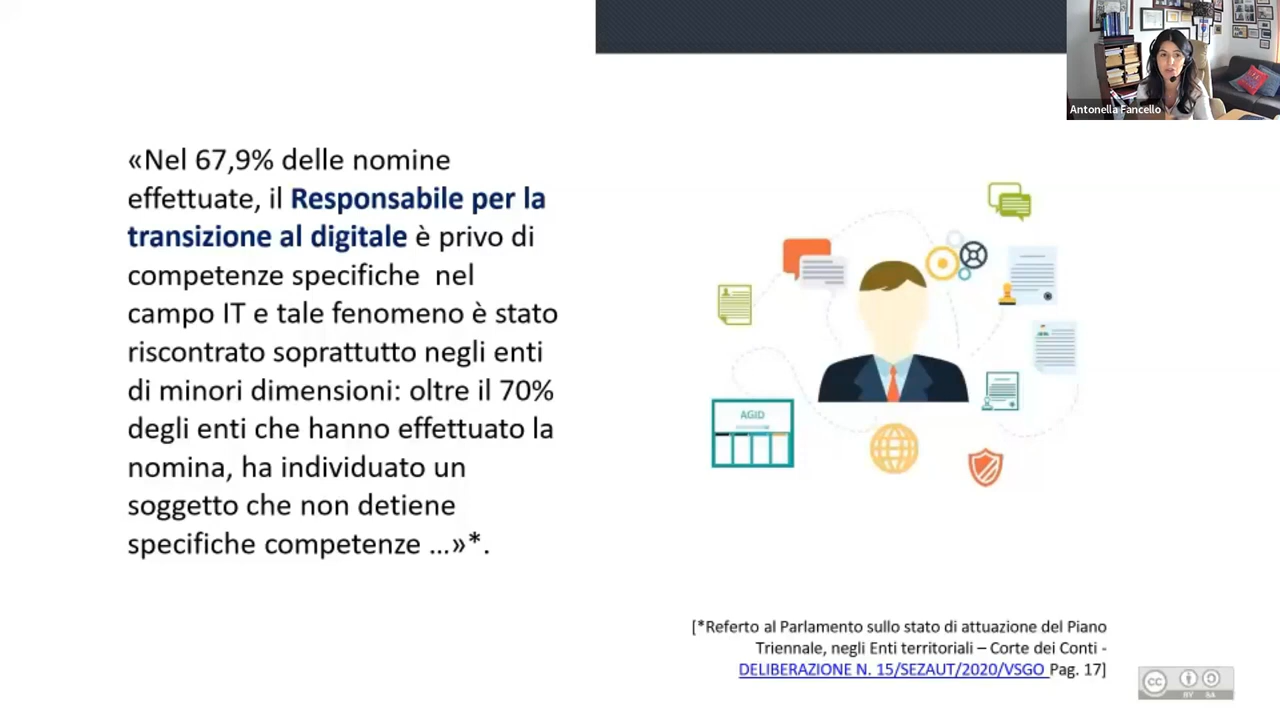 Antonella Fancello
«Nel 67,9% delle nomine
effettuate, il Responsabile per la
transizione al digitale è privo di
competenze specifiche nel
campo IT e tale fenomeno è stato
riscontrato soprattutto negli enti
di minori dimensioni: oltre il 70%
degli enti che hanno effettuato la
nomina, ha individuato un
soggetto che non detiene
specifiche competenze …»*.
AGID
[*Referto al Parlamento sullo stato di attuazione del Piano
Triennale, negli Enti territoriali – Corte dei Conti -
DELIBERAZIONE N. 15/SEZAUT/2020/VSGO Pag. 17]
cc
BY SA